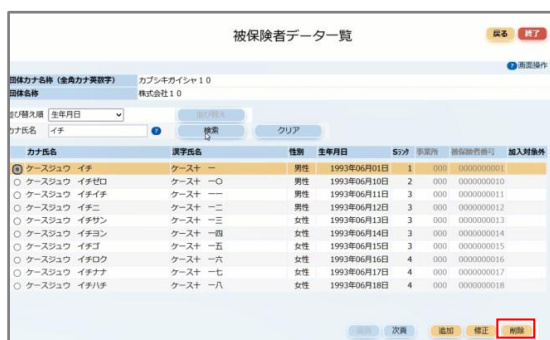 被保険者データ一覧
戻る 終了
画面操作
団体カナ名称（全角カナ英数字） カブシキガイシャ１０
団体名称 株式会社１０
並び替え順 生年月日 並び替え
カナ氏名 イチ 検索 クリア
カナ氏名 漢字氏名 性別 生年月日 Sﾗﾝｸ 事業所 被保険者番号 加入対象外
ケースジュウ　イチ ケース十　一 男性 1993年06月01日 1 000 0000000001
ケースジュウ　イチゼロ ケース十　一〇 男性 1993年06月10日 2 000 0000000010
ケースジュウ　イチイチ ケース十　一一 男性 1993年06月11日 3 000 0000000011
ケースジュウ　イチニ ケース十　一二 男性 1993年06月12日 3 000 0000000012
ケースジュウ　イチサン ケース十　一三 女性 1993年06月13日 3 000 0000000013
ケースジュウ　イチヨン ケース十　一四 女性 1993年06月14日 3 000 0000000014
ケースジュウ　イチゴ ケース十　一五 女性 1993年06月15日 3 000 0000000015
ケースジュウ　イチロク ケース十　一六 女性 1993年06月16日 4 000 0000000016
ケースジュウ　イチナナ ケース十　一七 女性 1993年06月17日 4 000 0000000017
ケースジュウ　イチハチ ケース十　一八 女性 1993年06月18日 4 000 0000000018
次頁 追加 修正 削除